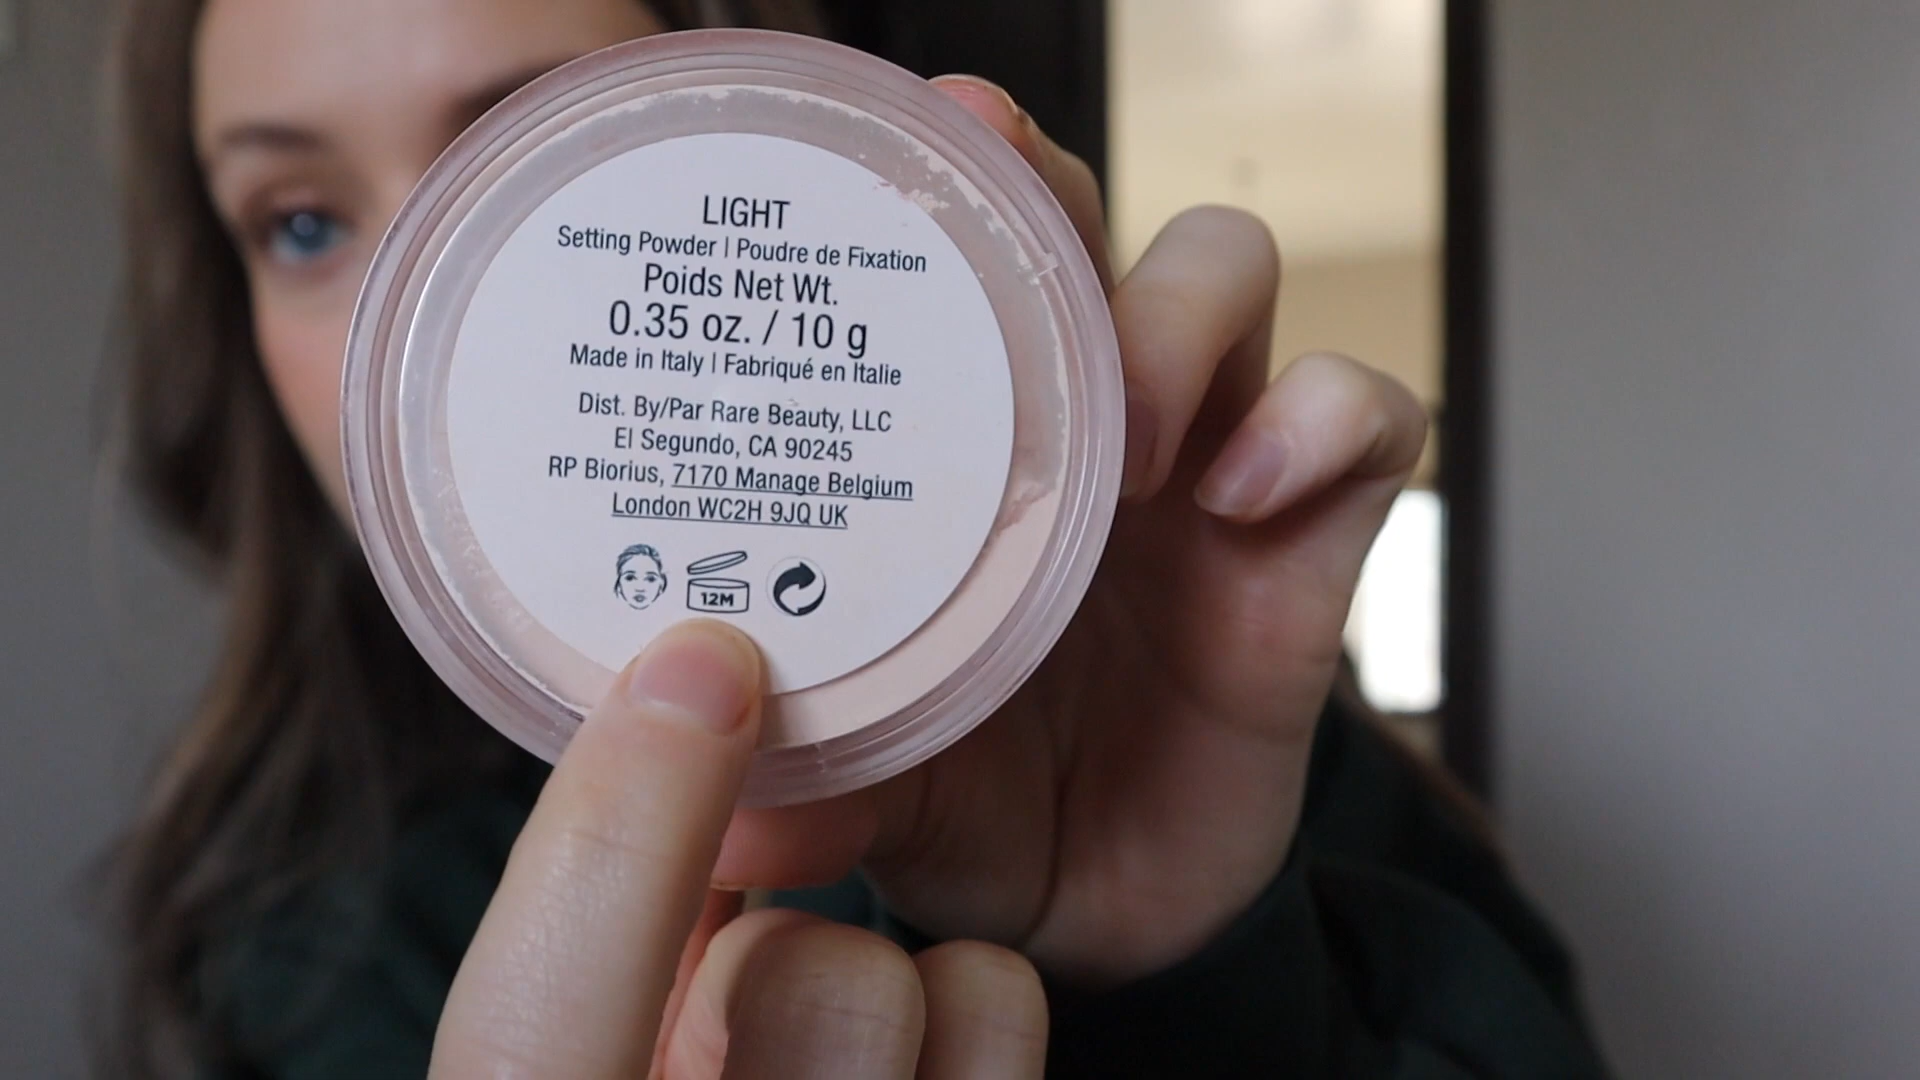 LIGHT
Setting Powder | Poudre de Fixation
Poids Net Wt.
0.35 oz. / 10 g
Made in Italy | Fabriqué en Italie
Dist. By/Par Rare Beauty, LLC
El Segundo, CA 90245
RP Biorius, 7170 Manage Belgium
London WC2H 9JQ UK
12M